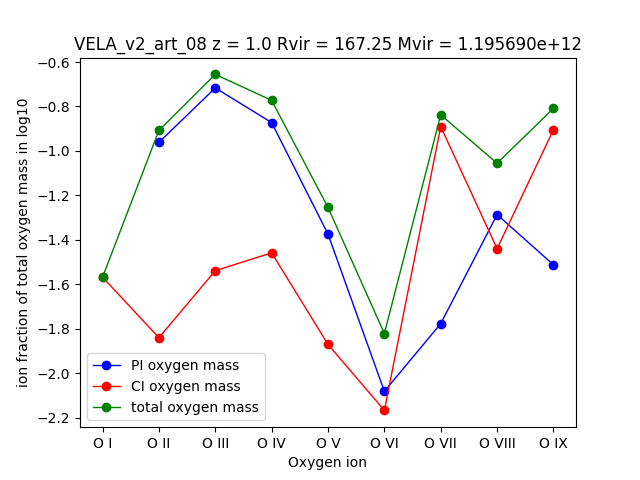 VELA_v2_art_08 z = 1.0 Rvir = 167.25 Mvir = 1.195690e+12
ion fraction of total oxygen mass in log10
−0.6
−0.8
−1.0
−1.2
−1.4
−1.6
−1.8
−2.0
−2.2
PI oxygen mass
CI oxygen mass
total oxygen mass
O I O II O III O IV O V O VI O VII O VIII O IX
Oxygen ion